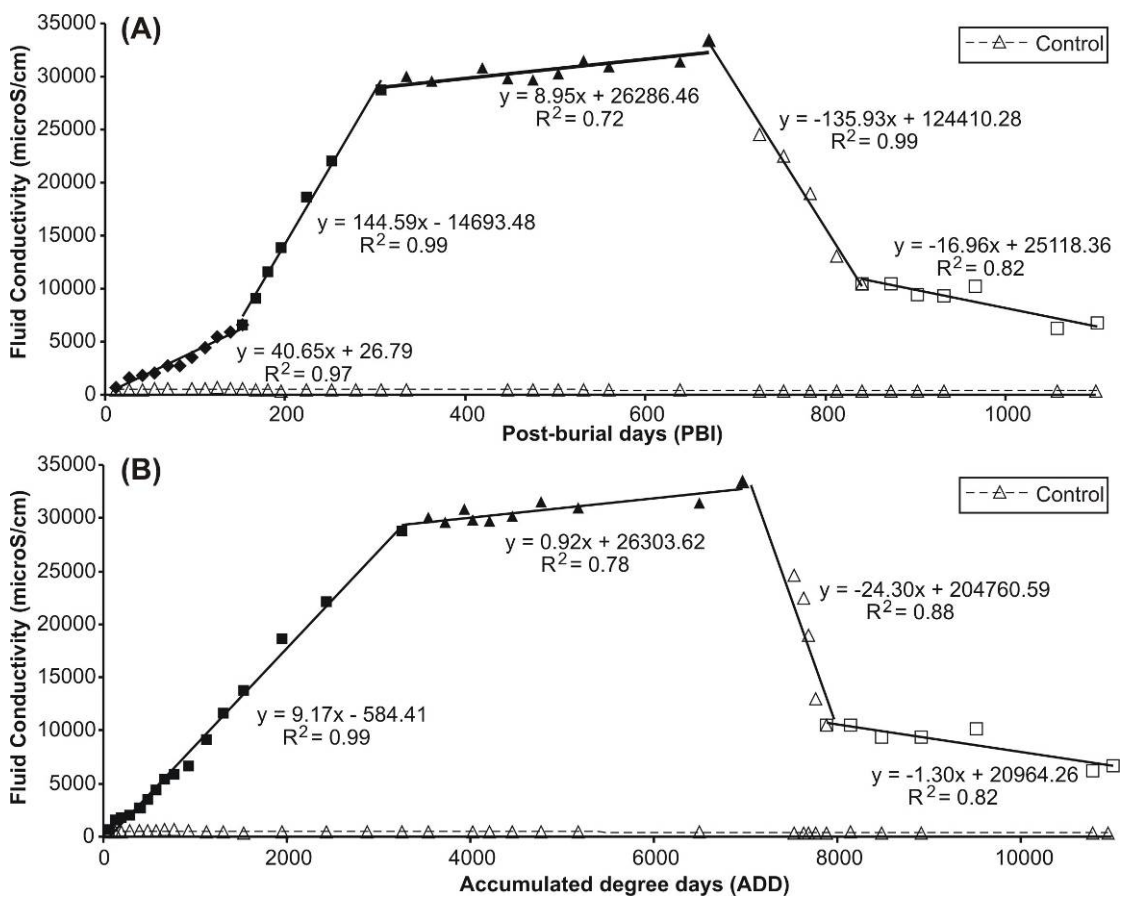 (A)
35000
30000
25000
20000
15000
10000
5000
0
Fluid Conductivity (microS/cm)
Control
y = 8.95x + 26286.46
R2 = 0.72
y = -135.93x + 124410.28
R2 = 0.99
y = 144.59x - 14693.48
R2 = 0.99
y = -16.96x + 25118.36
R2 = 0.82
y = 40.65x + 26.79
R2 = 0.97
0 200 400 600 800 1000
Post-burial days (PBI)
(B)
35000
30000
25000
20000
15000
10000
5000
0
Fluid Conductivity (microS/cm)
Control
y = 0.92x + 26303.62
R2 = 0.78
y = -24.30x + 204760.59
R2 = 0.88
y = 9.17x - 584.41
R2 = 0.99
y = -1.30x + 20964.26
R2 = 0.82
0 2000 4000 6000 8000 10000
Accumulated degree days (ADD)